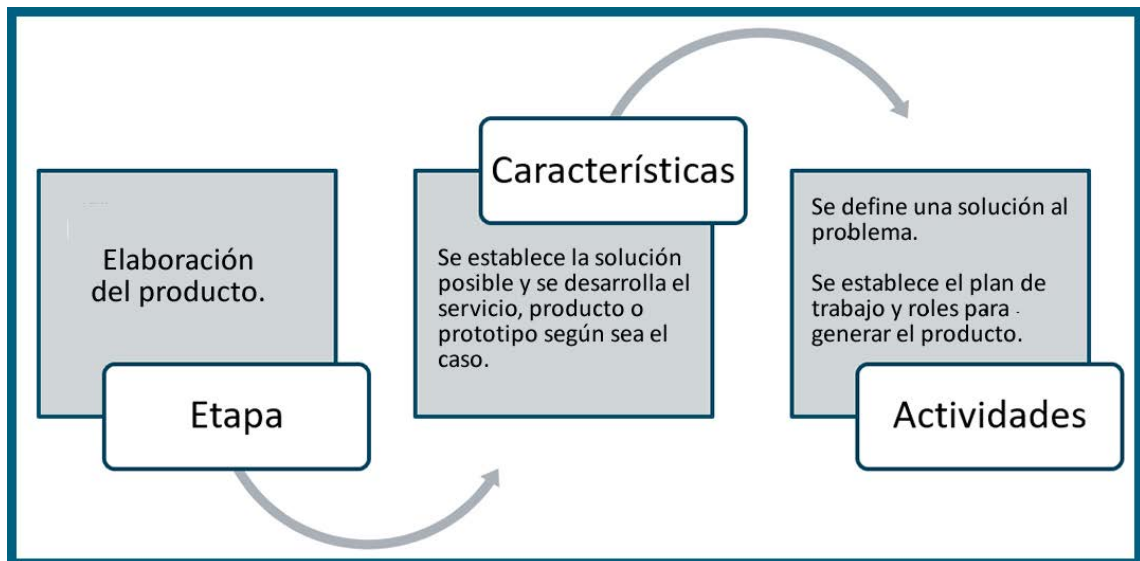 Elaboración
del producto.
Etapa
Característícas
Se establece la solución
posible y se desarrolla el
servicio, producto o
prototipo según sea el
caso.
Se define una solución al
problema.
Se establece el plan de
trabajo y roles para
generar el producto.
Actividades